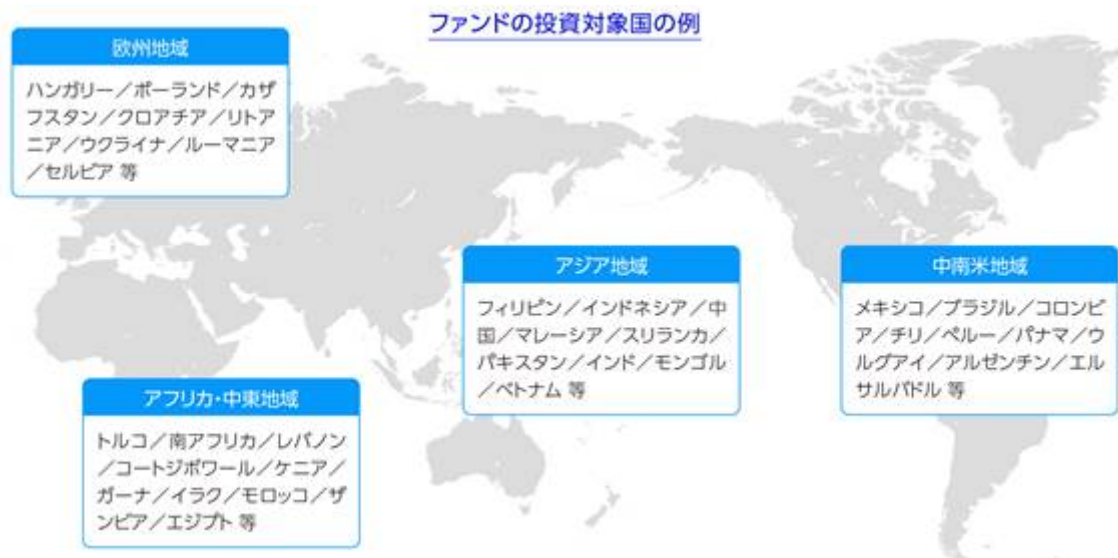 ファンドの投資対象国の例
欧州地域
ハンガリー／ポーランド／カザ
フスタン／クロアチア／リトア
ニア／ウクライナ／ルーマニア
／セルビア 等
アジア地域
フィリピン／インドネシア／中
国／マレーシア／スリランカ／
パキスタン／インド／モンゴル
／ベトナム 等
中南米地域
メキシコ／ブラジル／コロンビ
ア／チリ／ペルー／パナマ／ウ
ルグアイ／アルゼンチン／エル
サルバドル 等
アフリカ・中東地域
トルコ／南アフリカ／レバノン
／コートジボワール／ケニア／
ガーナ／イラク／モロッコ／ザ
ンビア／エジプト 等